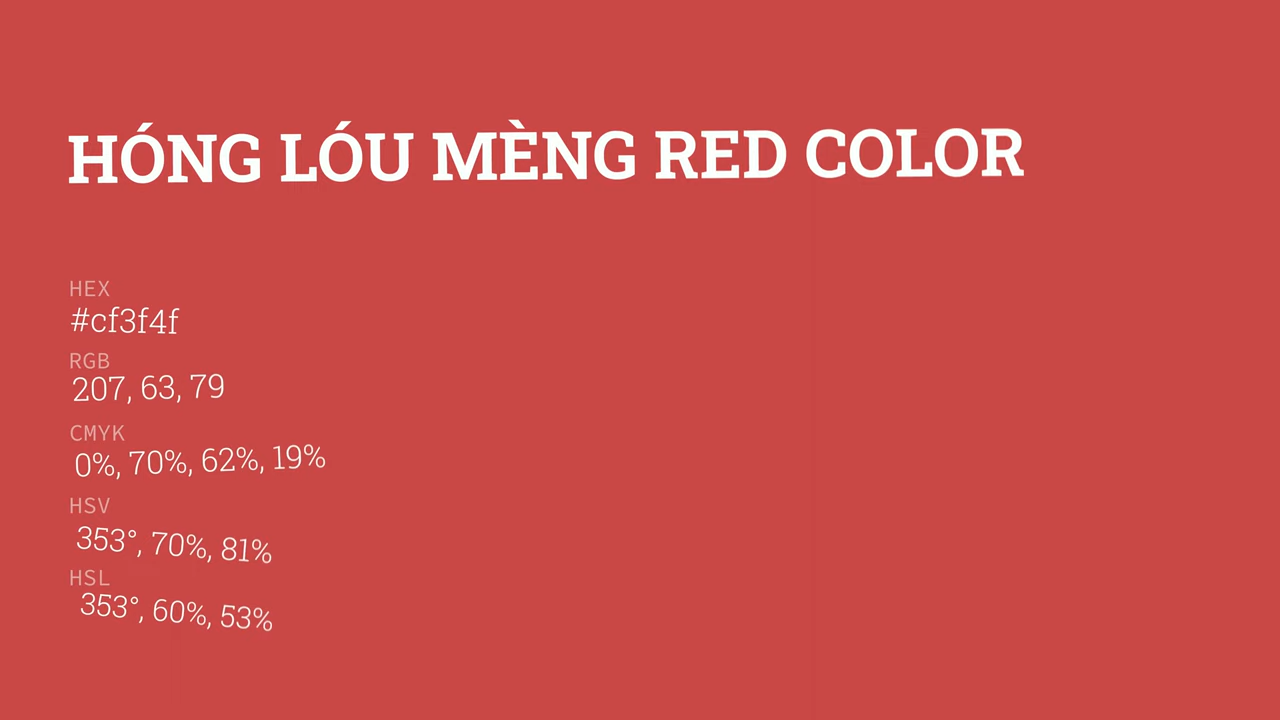 HÓNG LÓU MÈNG RED COLOR
HEX
#cf3f4f
RGB
207, 63, 79
CMYK
0%, 70%, 62%, 19%
HSV
353°, 70%, 81%
HSL
353°, 60%, 53%